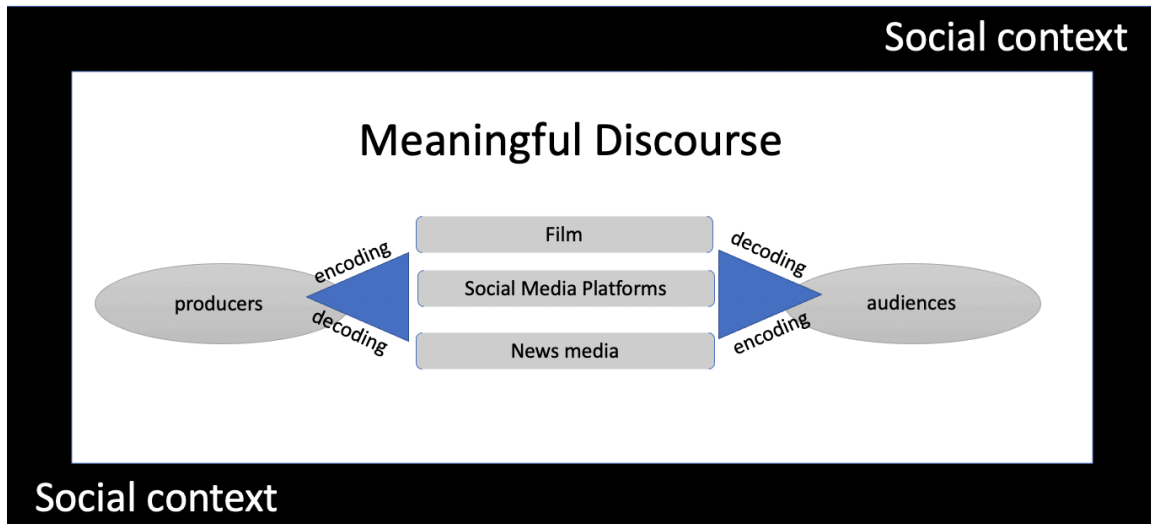 Social context
Meaningful Discourse
Film
encoding
decoding
Social Media Platforms
producers
audiences
decoding
encoding
News media
Social context